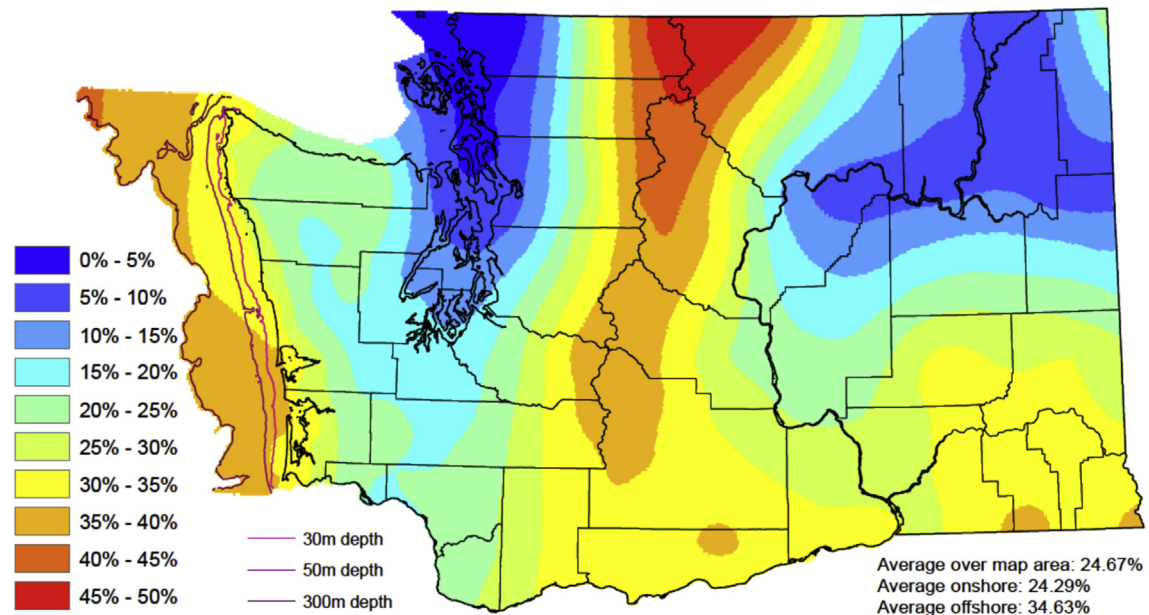 0% - 5%
5% - 10%
10% - 15%
15% - 20%
20% - 25%
25% - 30%
30% - 35%
35% - 40%
40% - 45%
45% - 50%
30m depth
50m depth
300m depth
Average over map area: 24.67%
Average onshore: 24.29%
Average offshore: 34.63%